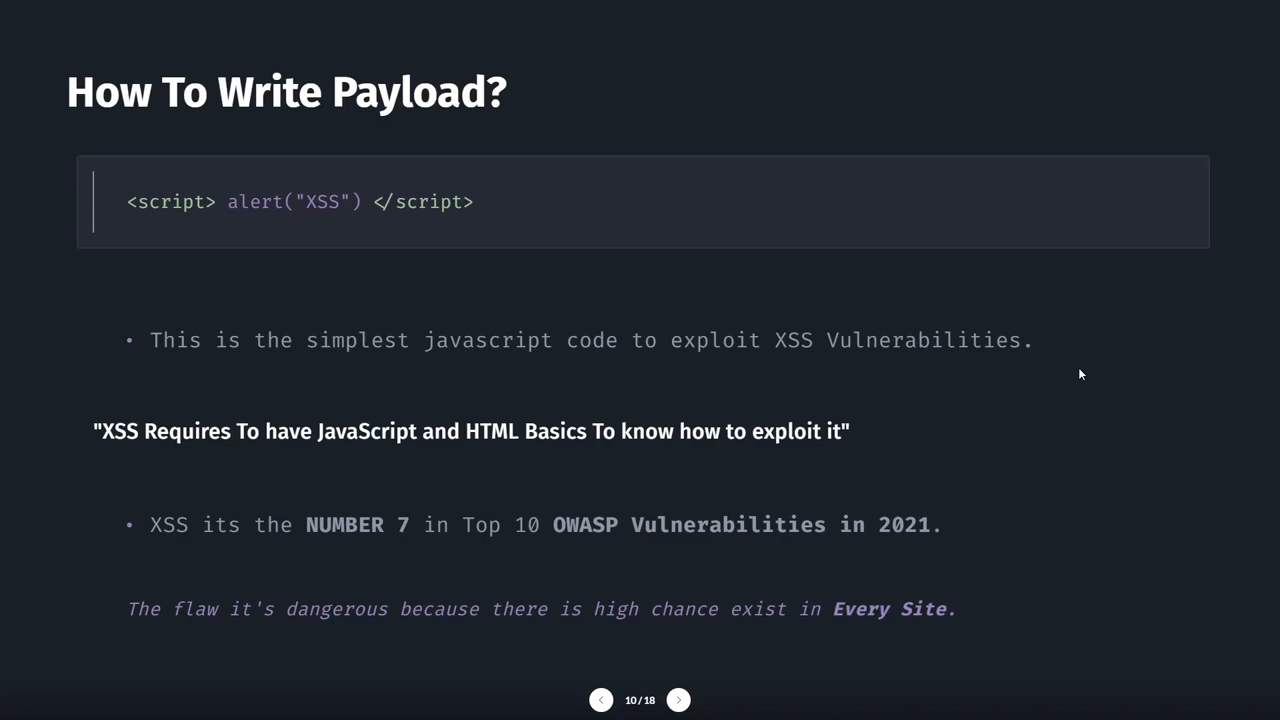 How To Write Payload?
<script> alert("XSS") </script>
• This is the simplest javascript code to exploit XSS Vulnerabilities.
"XSS Requires To have JavaScript and HTML Basics To know how to exploit it"
• XSS its the NUMBER 7 in Top 10 OWASP Vulnerabilities in 2021.
The flaw it's dangerous because there is high chance exist in Every Site.
10/18